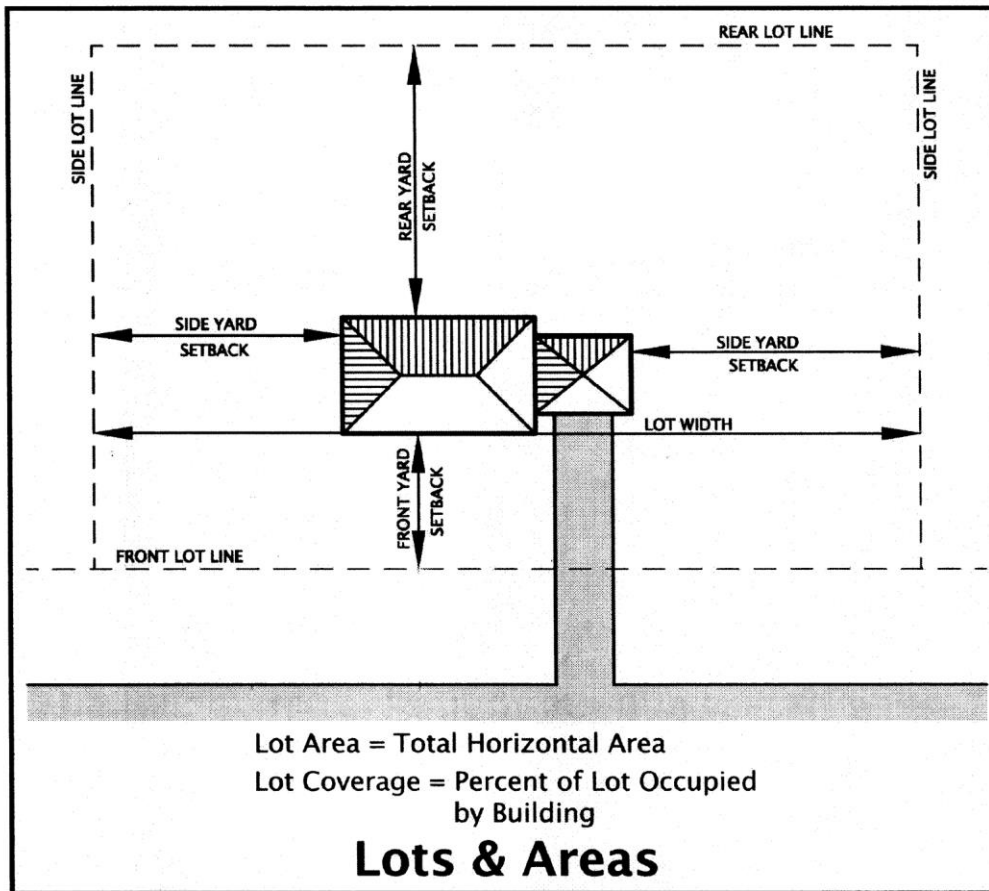 REAR LOT LINE
SIDE LOT LINE
SIDE LOT LINE
REAR YARD
SETBACK
SIDE YARD
SETBACK
SIDE YARD
SETBACK
LOT WIDTH
FRONT YARD
SETBACK
FRONT LOT LINE
Lot Area = Total Horizontal Area
Lot Coverage = Percent of Lot Occupied
by Building
Lots & Areas